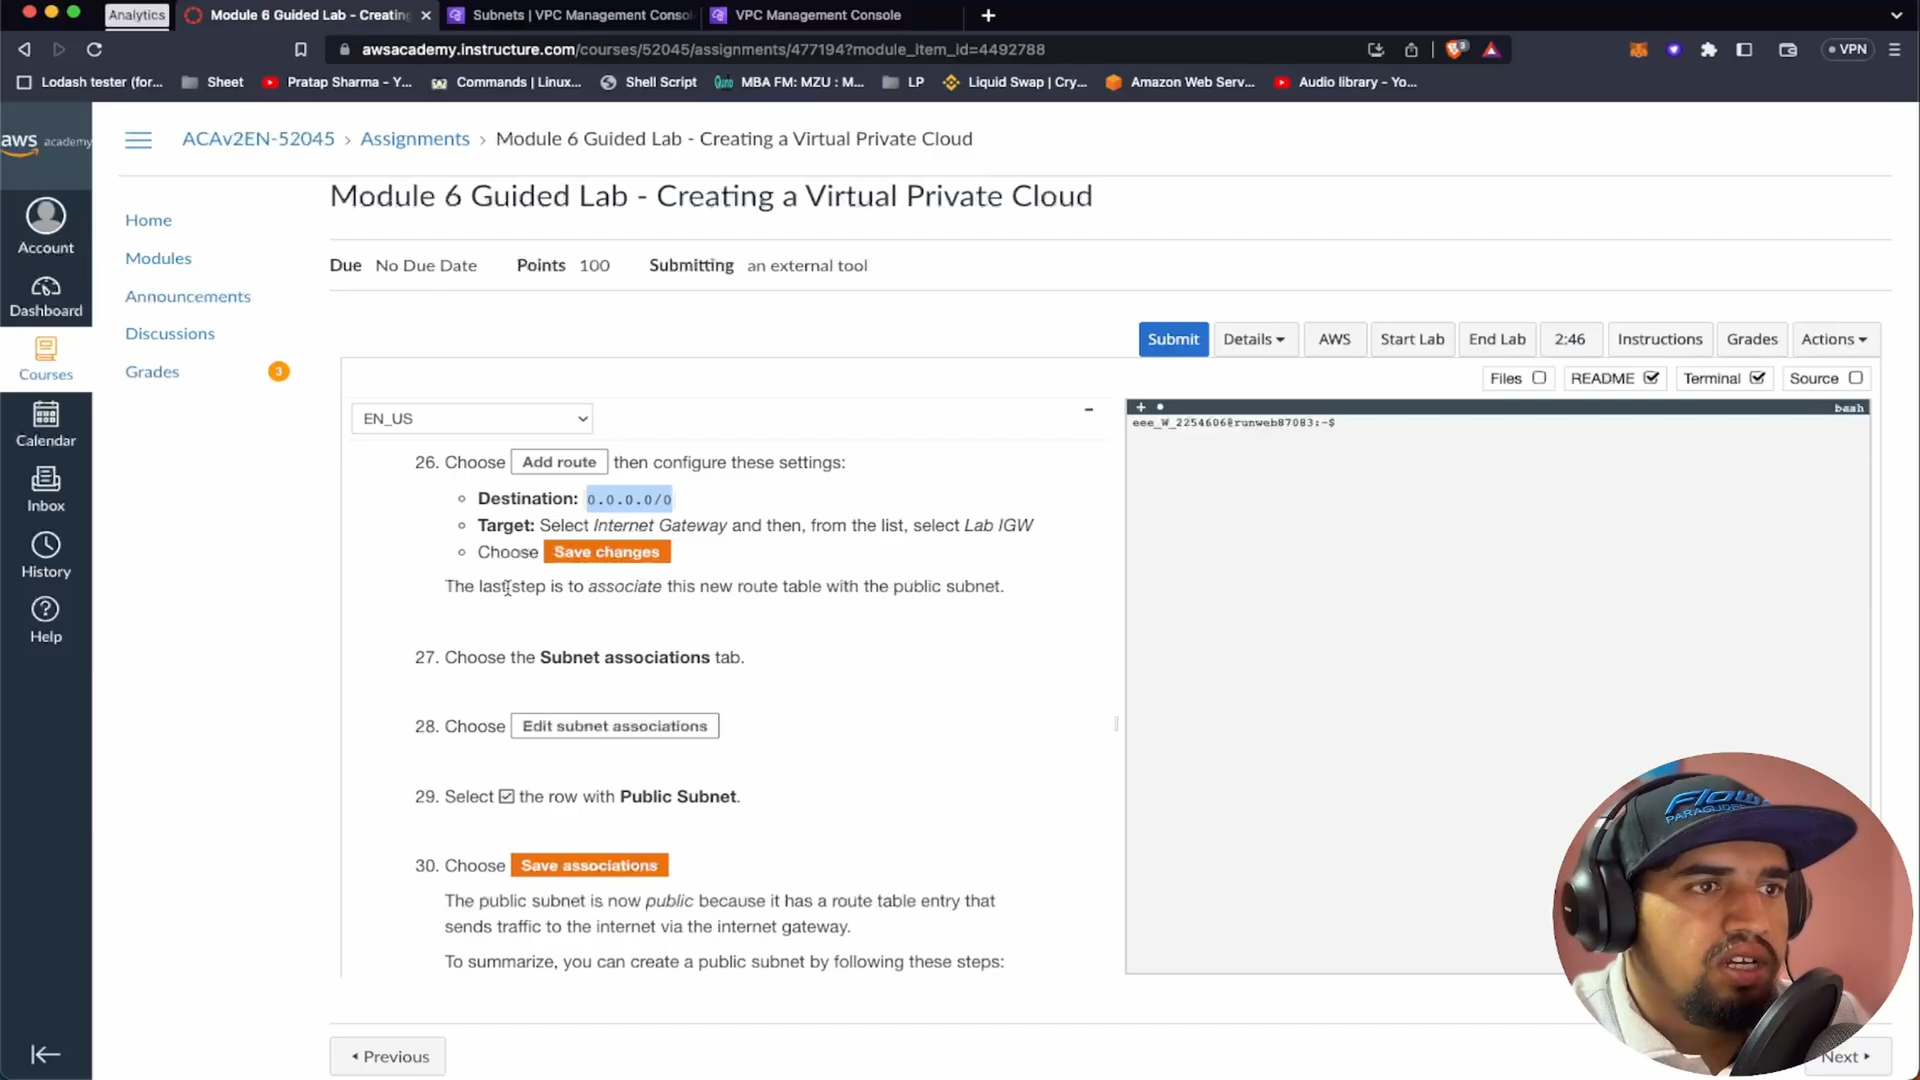 Analytics
Module 6 Guided Lab - Creating
Subnets | VPC Management Conso
VPC Management Console
awsacademy.instructure.com/courses/52045/assignments/477194?module_item_id=4492788
VPN
Lodash tester (for...
Sheet
Pratap Sharma - Y...
Commands | Linux...
Shell Script
MBA FM: MZU : M...
LP
Liquid Swap | Cry...
Amazon Web Serv...
Audio library - Yo...
aws academy
ACAv2EN-52045 › Assignments › Module 6 Guided Lab - Creating a Virtual Private Cloud
Account
Dashboard
Courses
Calendar
Inbox
History
Help
Home
Modules
Announcements
Discussions
Grades 3
Module 6 Guided Lab - Creating a Virtual Private Cloud
Due No Due Date Points 100 Submitting an external tool
Submit Details AWS Start Lab End Lab 2:46 Instructions Grades Actions
Files README Terminal Source
EN_US
26. Choose Add route then configure these settings:
Destination: 0.0.0.0/0
Target: Select Internet Gateway and then, from the list, select Lab IGW
Choose Save changes
The last step is to associate this new route table with the public subnet.
27. Choose the Subnet associations tab.
28. Choose Edit subnet associations
29. Select the row with Public Subnet.
30. Choose Save associations
The public subnet is now public because it has a route table entry that
sends traffic to the internet via the internet gateway.
To summarize, you can create a public subnet by following these steps:
bash
eee_W_2254606@runweb87083:~$
Flow
PARAGLIDERS
Previous
Next